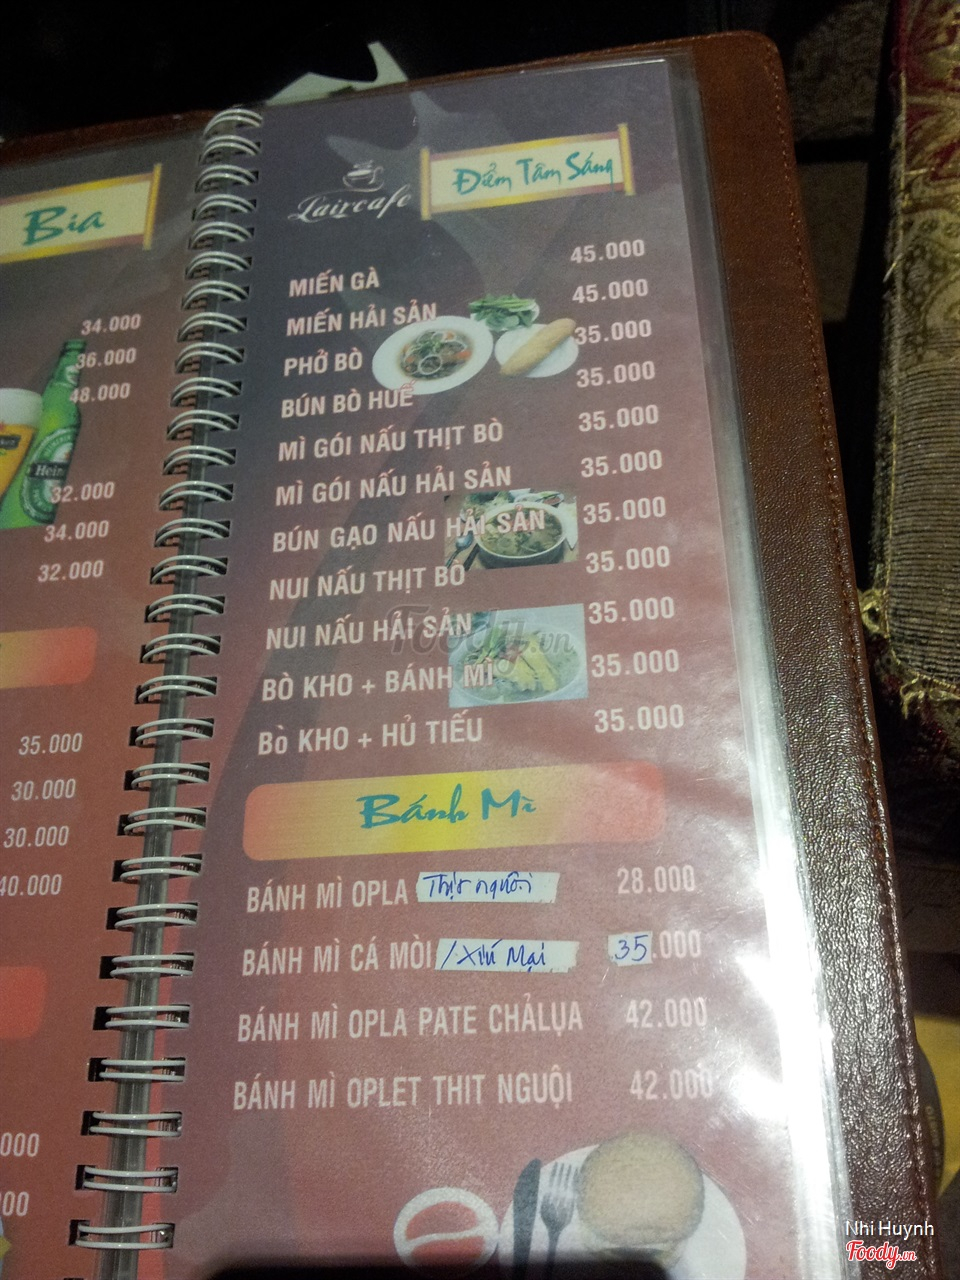 Bia
34.000
36.000
48.000
32.000
34.000
32.000
35.000
30.000
30.000
40.000
000
Laircafe
Điểm Tâm Sáng
MIẾN GÀ 45.000
MIẾN HẢI SẢN 45.000
PHỞ BÒ 35.000
BÚN BÒ HUẾ 35.000
MÌ GÓI NẤU THỊT BÒ 35.000
MÌ GÓI NẤU HẢI SẢN 35.000
BÚN GẠO NẤU HẢI SẢN 35.000
NUI NẤU THỊT BÒ 35.000
NUI NẤU HẢI SẢN 35.000
BÒ KHO + BÁNH MÌ 35.000
Bò KHO + HỦ TIẾU 35.000
Foody.vn
Bánh Mì
BÁNH MÌ OPLA Thịt nguội 28.000
BÁNH MÌ CÁ MÒI /Xíú Mại 35.000
BÁNH MÌ OPLA PATE CHẢLỤA 42.000
BÁNH MÌ OPLET THIT NGUỘI 42.000
Nhi Huynh
Foody.vn